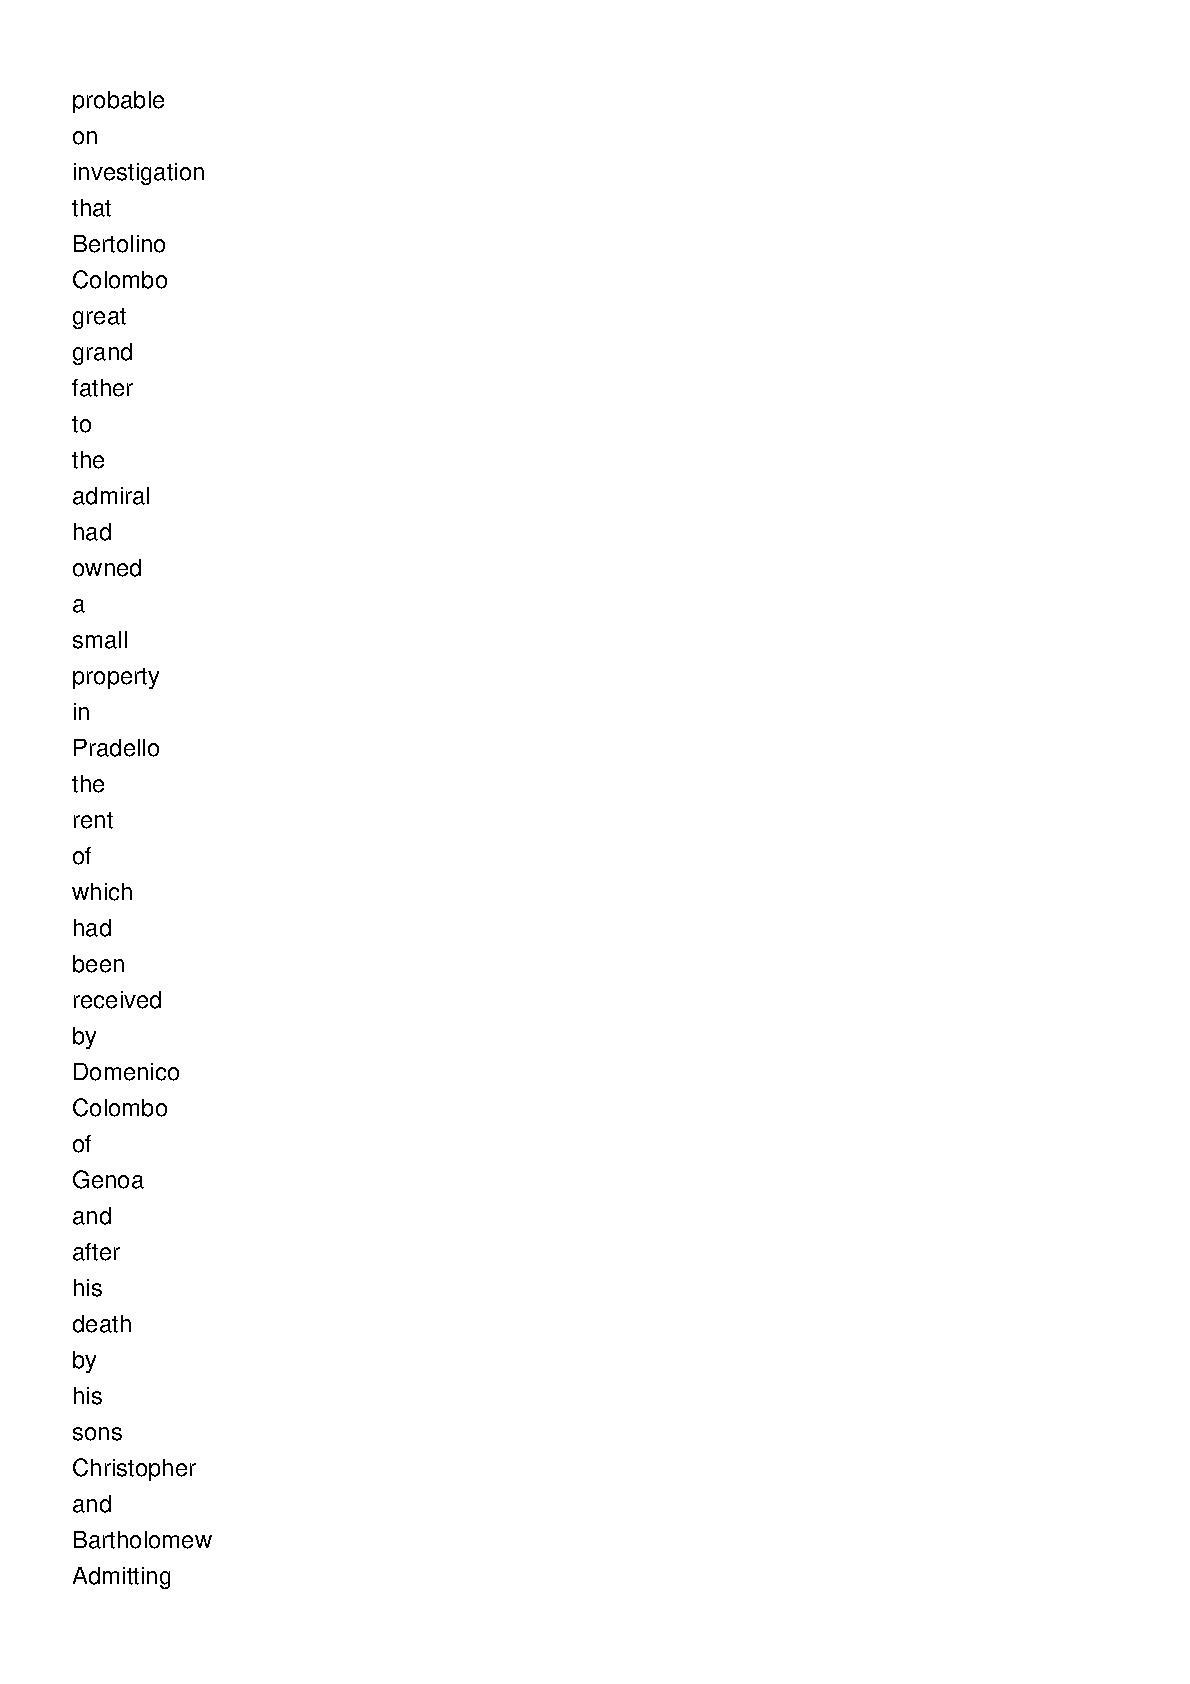 probable
on
investigation
that
Bertolino
Colombo
great
grand
father
to
the
admiral
had
owned
a
small
property
in
Pradello
the
rent
of
which
had
been
received
by
Domenico
Colombo
of
Genoa
and
after
his
death
by
his
sons
Christopher
and
Bartholomew
Admitting